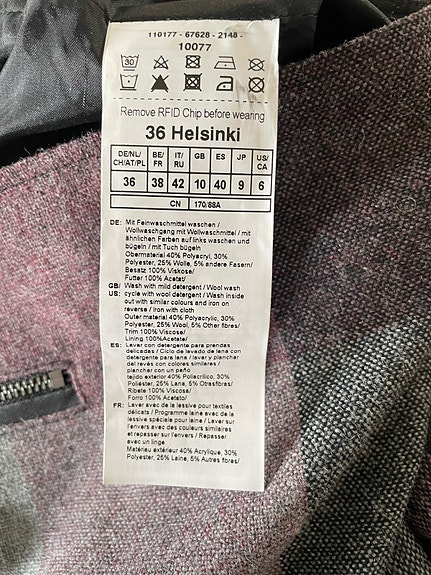 110177 - 67628 - 2148 -
10077
30
Remove RFID Chip before wearing
36 Helsinki
DE/NL/ CH/AT/PL BE/ FR IT/ RU GB ES JP US/ CA
36 38 42 10 40 9 6
CN 170/88A
DE: Mit Feinwaschmittel waschen /
Wollwaschgang mit Wollwaschmittel / mit
ähnlichen Farben auf links waschen und
bügeln / mit Tuch bügeln
Obermaterial 40% Polyacryl, 30%
Polyester, 25% Wolle, 5% andere Fasern/
Besatz 100% Viskose/
Futter 100% Acetat/
GB/ Wash with mild detergent / Wool wash
US: cycle with wool detergent / Wash inside
out with similar colours and iron on
reverse / Iron with cloth
Outer material 40% Polyacrylic, 30%
Polyester, 25% Wool, 5% Other fibres/
Trim 100% Viscose/
Lining 100%Acetate/
ES: Lavar con detergente para prendas
delicadas / Ciclo de lavado de lana con
detergente para lana / lavar y planchar
del revés con colores similares /
planchar con un paño
tejido exterior 40% Poliacrílico, 30%
Poliéster, 25% Lana, 5% Otrasfibras/
Ribete 100% Viscosa/
Forro 100% Acetato/
FR: Laver avec de la lessive pour textiles
délicats / Programme laine avec de la
lessive spéciale pour laine / Laver sur
l'envers avec des couleurs similaires
et repasser sur l'envers / Repasser
avec un linge
Matériau extérieur 40% Acrylique, 30%
Polyester, 25% Laine, 5% Autres fibres/